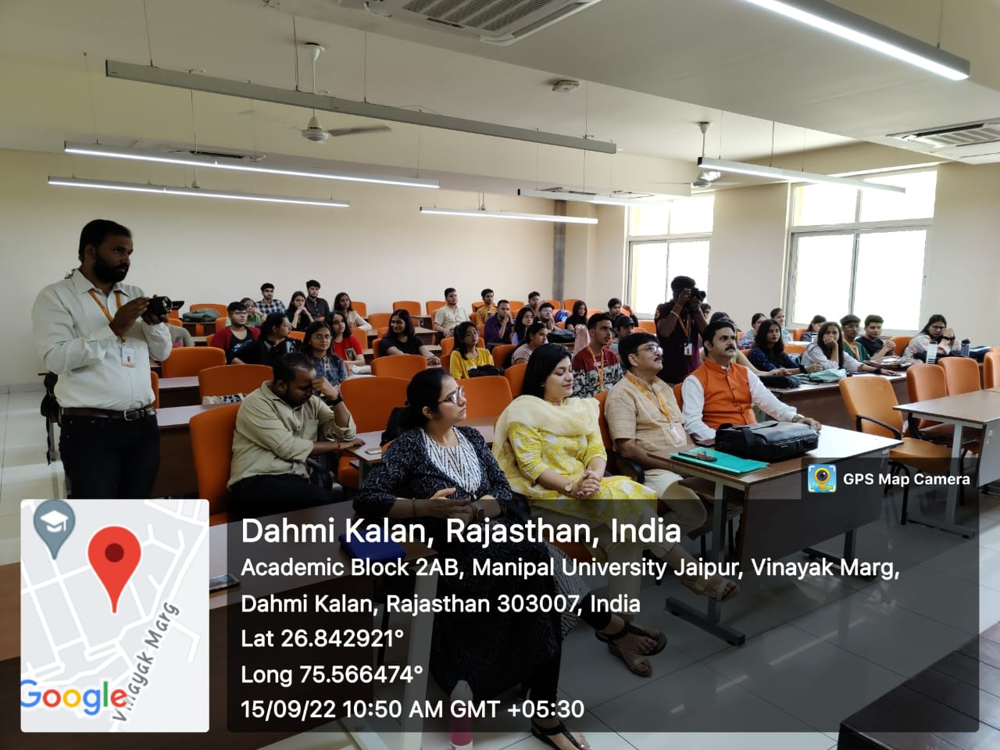 GPS Map Camera
Dahmi Kalan, Rajasthan, India
Academic Block 2AB, Manipal University Jaipur, Vinayak Marg,
Dahmi Kalan, Rajasthan 303007, India
Lat 26.842921°
Long 75.566474°
15/09/22 10:50 AM GMT +05:30
Vinayak Marg
Google